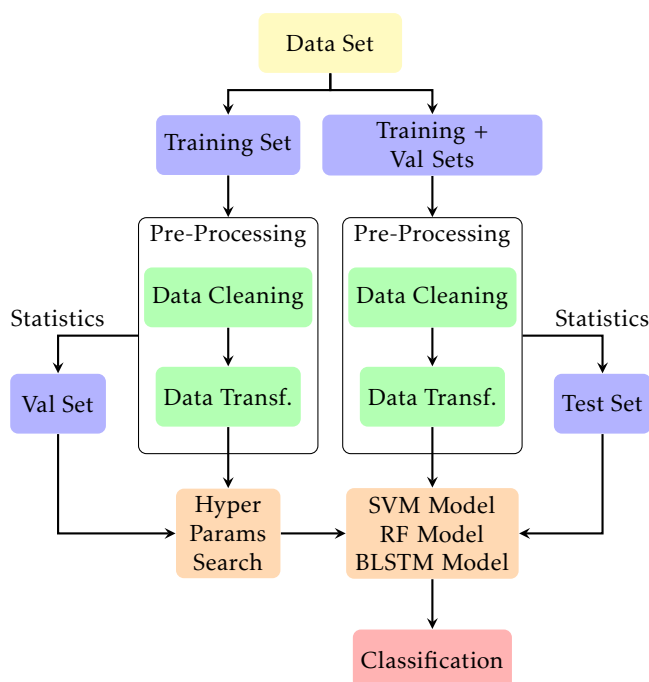 Data Set
Training Set
Training +
Val Sets
Pre-Processing
Pre-Processing
Data Cleaning
Data Cleaning
Statistics
Statistics
Val Set
Data Transf.
Data Transf.
Test Set
Hyper
Params
Search
SVM Model
RF Model
BLSTM Model
Classification